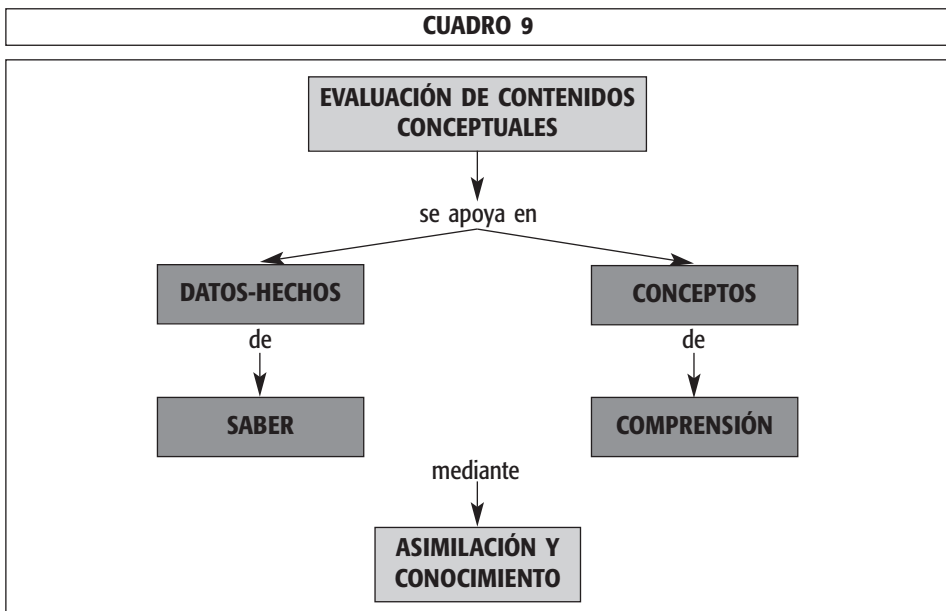 CUADRO 9
EVALUACIÓN DE CONTENIDOS
CONCEPTUALES
se apoya en
DATOS-HECHOS
CONCEPTOS
de
de
SABER
COMPRENSIÓN
mediante
ASIMILACIÓN Y
CONOCIMIENTO